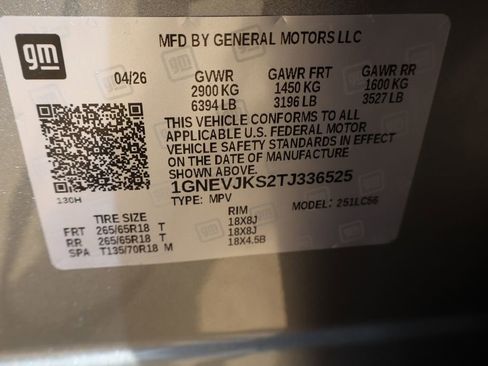 gm
MFD BY GENERAL MOTORS LLC
04/26 GVWR GAWR FRT GAWR RR
2900 KG 1450 KG 1600 KG
6394 LB 3196 LB 3527 LB
THIS VEHICLE CONFORMS TO ALL
APPLICABLE U.S. FEDERAL MOTOR
VEHICLE SAFETY STANDARDS IN EFFECT
ON THE DATE OF MANUFACTURE
SHOWN ABOVE.
1GNEVJKS2TJ336525
130H TYPE: MPV MODEL: 251LC56
TIRE SIZE RIM
FRT 265/65R18 T 18X8J
RR 265/65R18 T 18X8J
SPA T135/70R18 M 18X4.5B